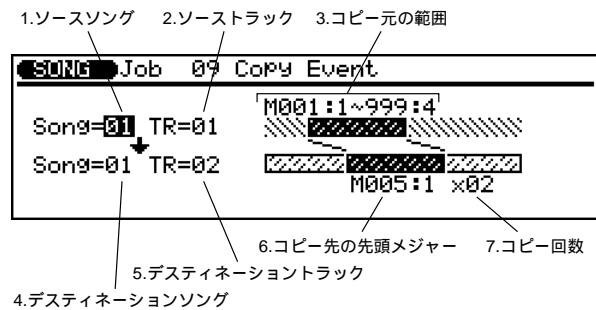 1.ソースソング 2.ソーストラック 3.コピー元の範囲
SONG Job 09 Copy Event
M001:1~999:4
Song=01 TR=01
Song=01 TR=02
M005:1 x02
6.コピー先の先頭メジャー 7.コピー回数
5.デスティネーショントラック
4.デスティネーションソング